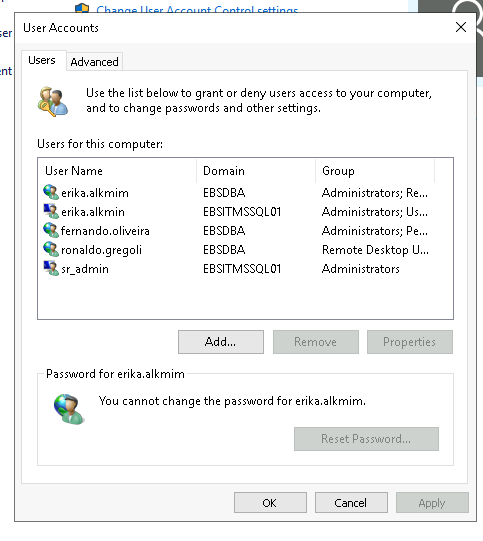 Change User Account Control settings
ser
ent
User Accounts
Users
Advanced
Use the list below to grant or deny users access to your computer,
and to change passwords and other settings.
Users for this computer:
User Name Domain Group
erika.alkmim EBSDBA Administrators; Re...
erika.alkmin EBSITMSSQL01 Administrators; Us...
fernando.oliveira EBSDBA Administrators; Pe...
ronaldo.gregoli EBSDBA Remote Desktop U...
sr_admin EBSITMSSQL01 Administrators
Add... Remove Properties
Password for erika.alkmim
You cannot change the password for erika.alkmim.
Reset Password...
OK Cancel Apply